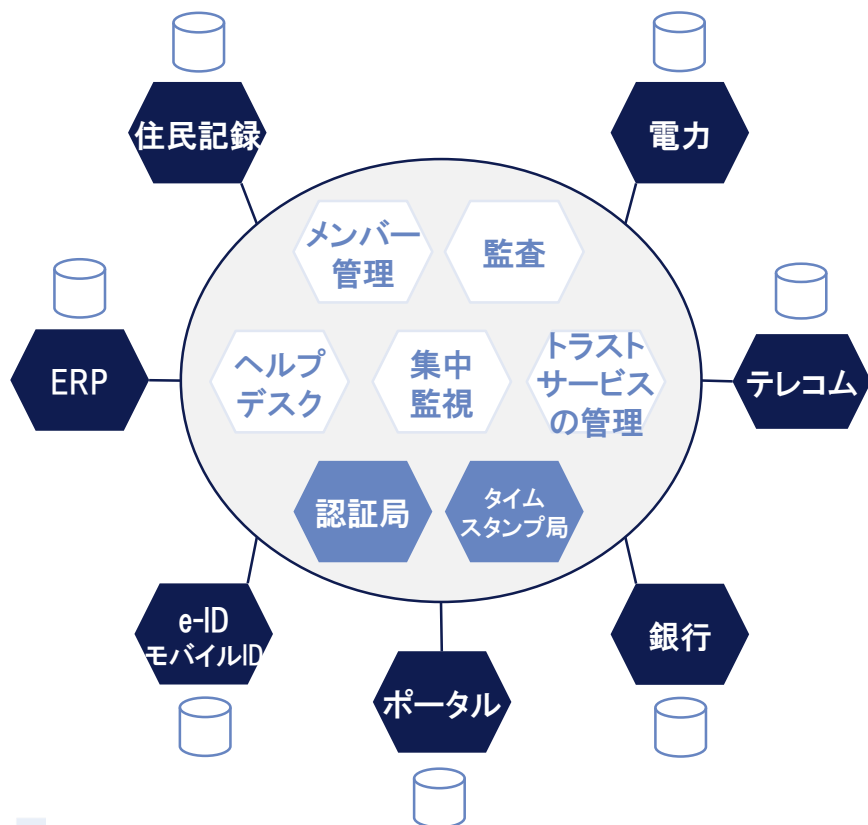 住民記録
電力
メンバー
管理
監査
ERP
ヘルプ
デスク
集中
監視
トラスト
サービス
の管理
テレコム
認証局
タイム
スタンプ局
e-ID
モバイルID
ポータル
銀行